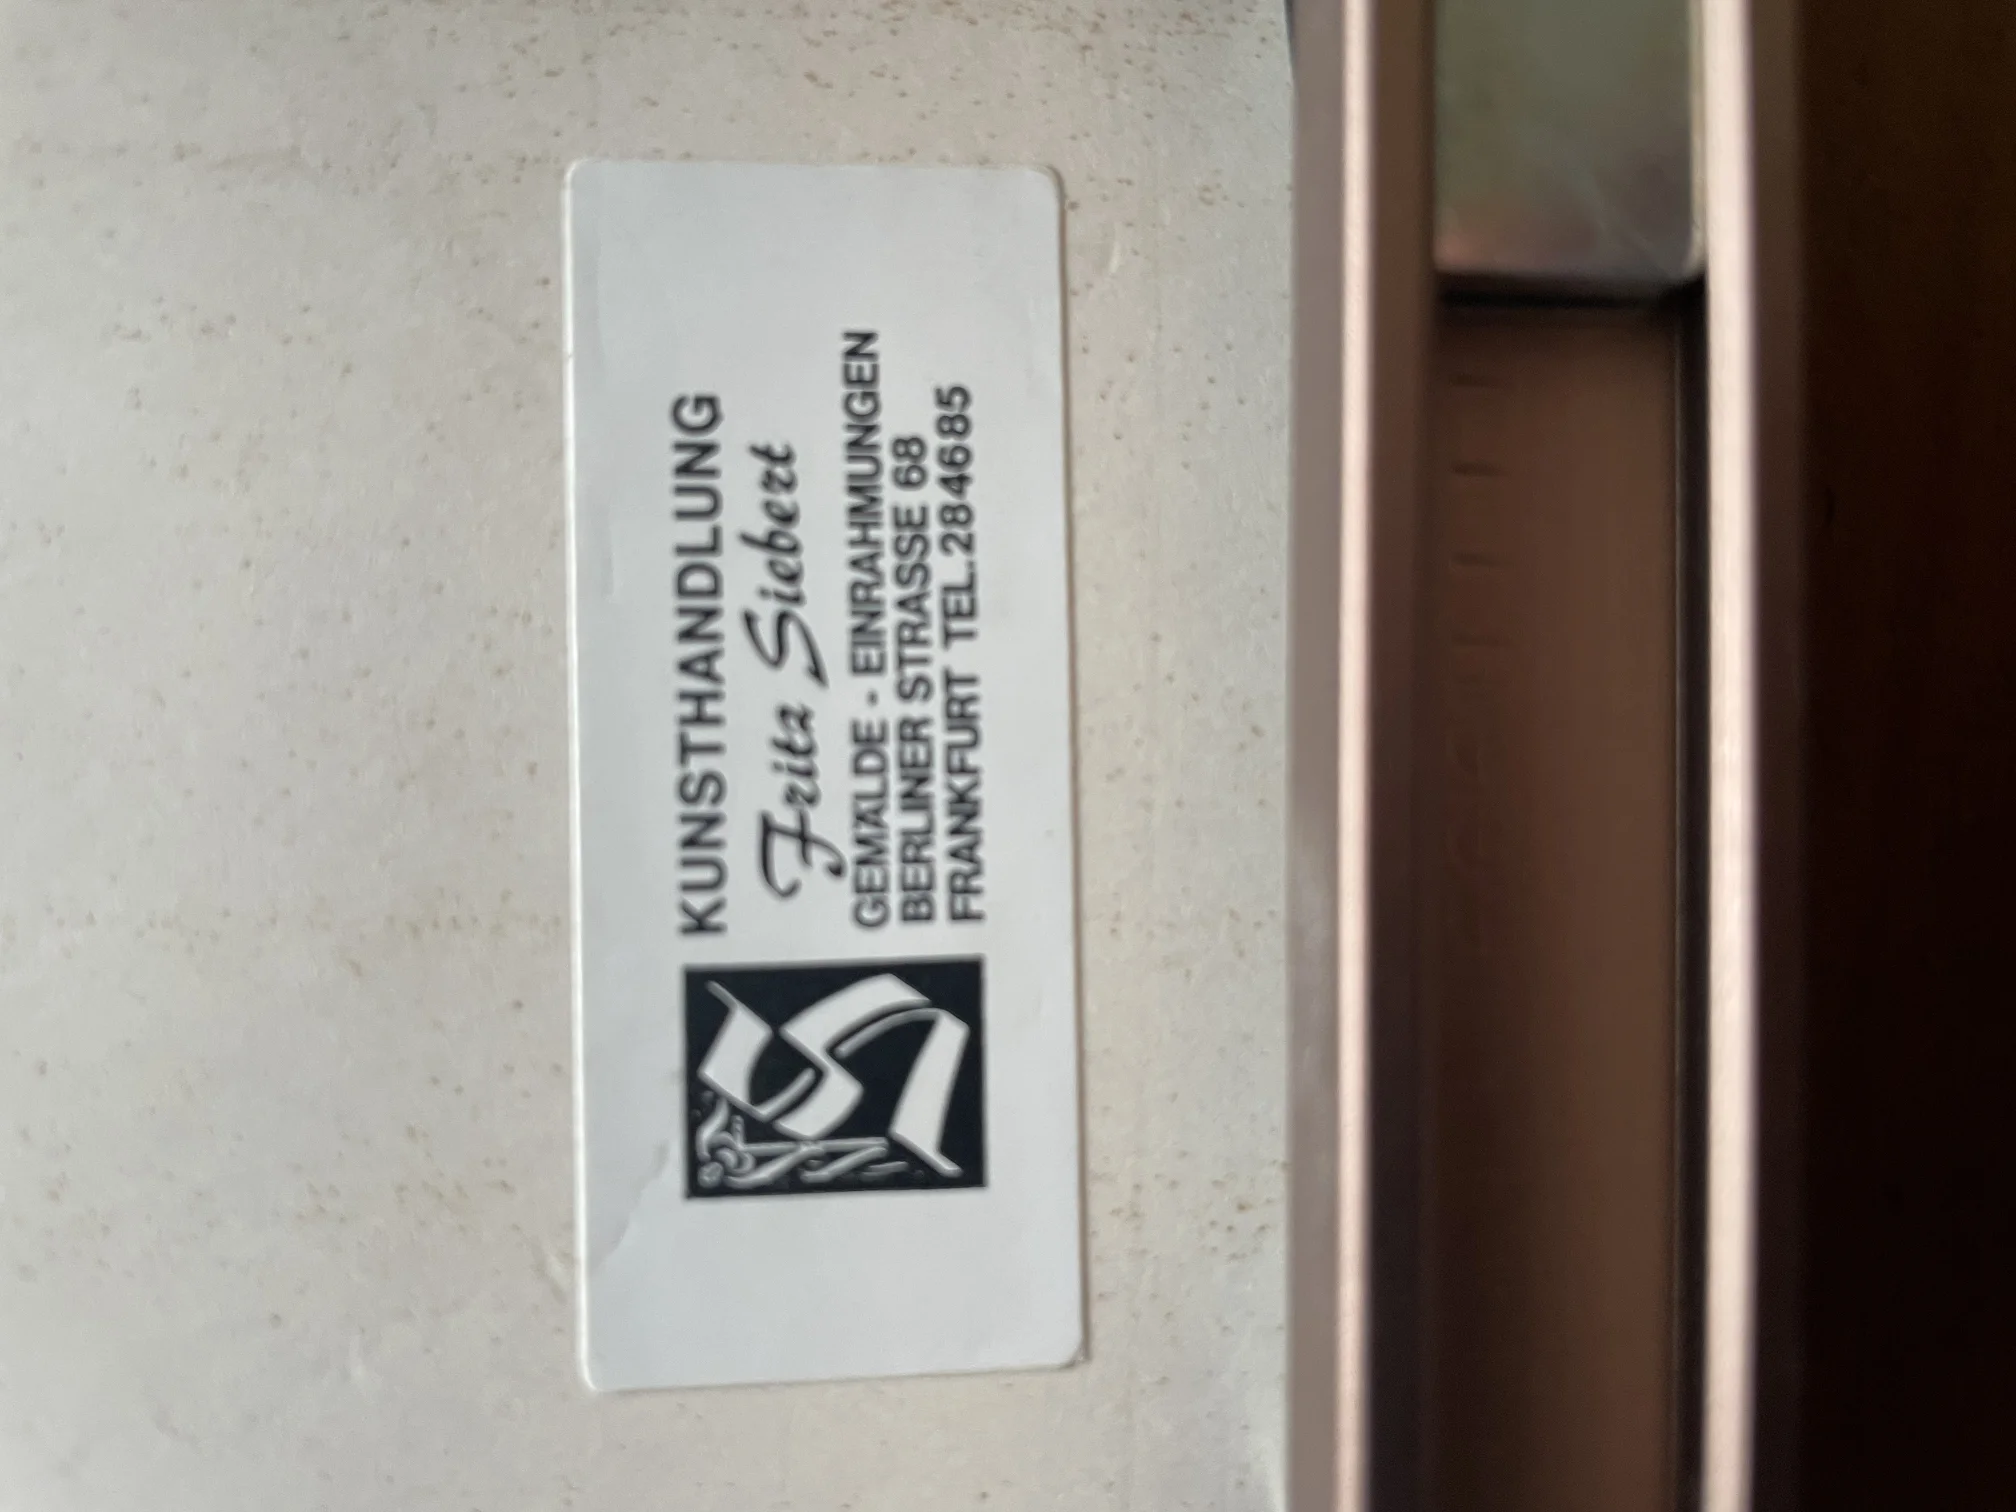 KUNSTHANDLUNG
Fritz Siebert
GEMÄLDE - EINRAHMUNGEN
BERLINER STRASSE 68
FRANKFURT TEL.284685
S